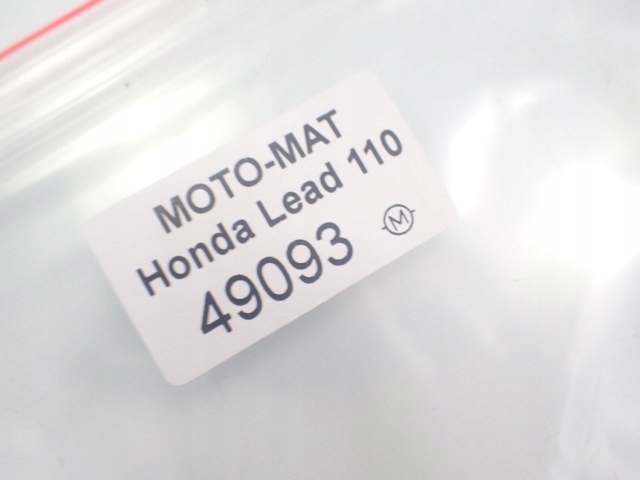 MOTO-MAT
Honda Lead 110
49093
M